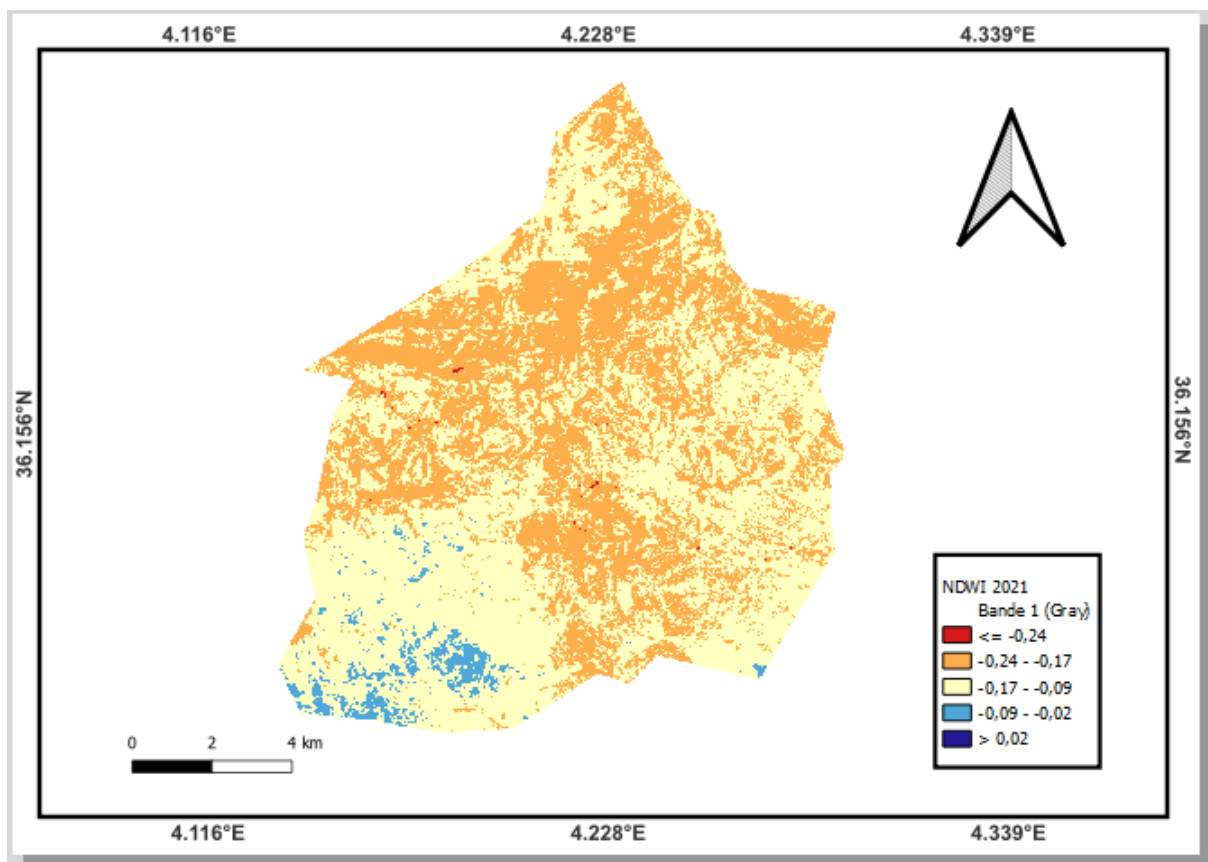 4.116°E 4.228°E 4.339°E
36.156°N
36.156°N
NDWI 2021
Bande 1 (Gray)
<= -0,24
-0,24 - -0,17
-0,17 - -0,09
-0,09 - -0,02
> 0,02
0 2 4 km
4.116°E 4.228°E 4.339°E